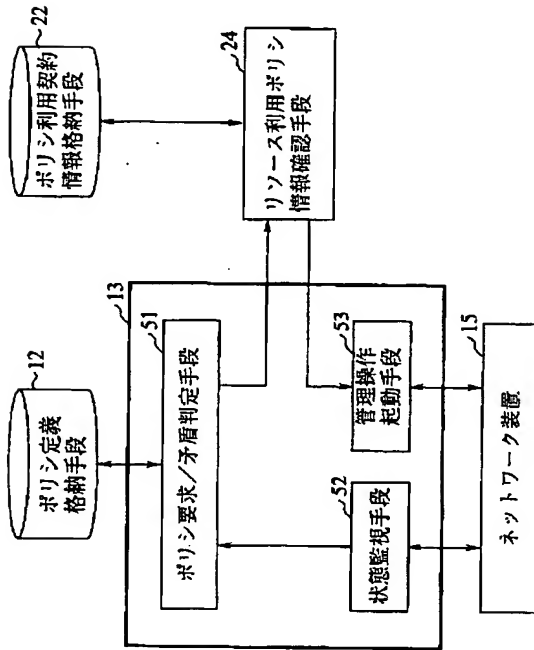 12
ポリシ定義
格納手段
22
ポリシ利用契約
情報格納手段
13
51
ポリシ要求／矛盾判定手段
24
リソース利用ポリシ
情報確認手段
52
状態監視手段
53
管理操作
起動手段
15
ネットワーク装置